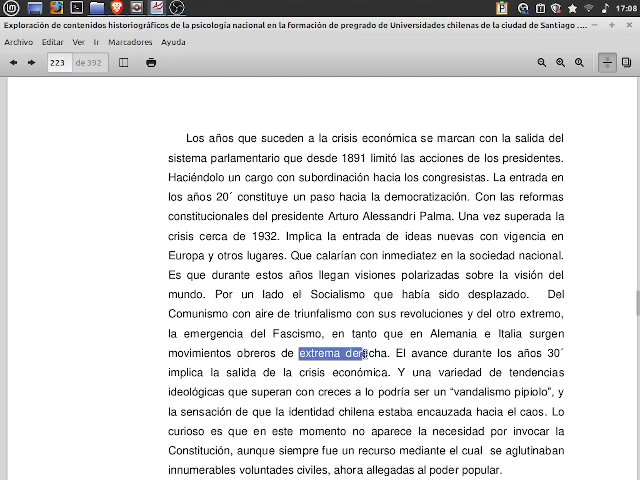 17:08
Exploración de contenidos historiográficos de la psicología nacional en la formación de pregrado de Universidades chilenas de la ciudad de Santiago ...
Archivo Editar Ver Ir Marcadores Ayuda
223 de 392
Los años que suceden a la crisis económica se marcan con la salida del
sistema parlamentario que desde 1891 limitó las acciones de los presidentes.
Haciéndolo un cargo con subordinación hacia los congresistas. La entrada en
los años 20´ constituye un paso hacia la democratización. Con las reformas
constitucionales del presidente Arturo Alessandri Palma. Una vez superada la
crisis cerca de 1932. Implica la entrada de ideas nuevas con vigencia en
Europa y otros lugares. Que calarían con inmediatez en la sociedad nacional.
Es que durante estos años llegan visiones polarizadas sobre la visión del
mundo. Por un lado el Socialismo que había sido desplazado. Del
Comunismo con aire de triunfalismo con sus revoluciones y del otro extremo,
la emergencia del Fascismo, en tanto que en Alemania e Italia surgen
movimientos obreros de extrema derecha. El avance durante los años 30´
implica la salida de la crisis económica. Y una variedad de tendencias
ideológicas que superan con creces a lo podría ser un “vandalismo pipiolo”, y
la sensación de que la identidad chilena estaba encauzada hacia el caos. Lo
curioso es que en este momento no aparece la necesidad por invocar la
Constitución, aunque siempre fue un recurso mediante el cual se aglutinaban
innumerables voluntades civiles, ahora allegadas al poder popular.